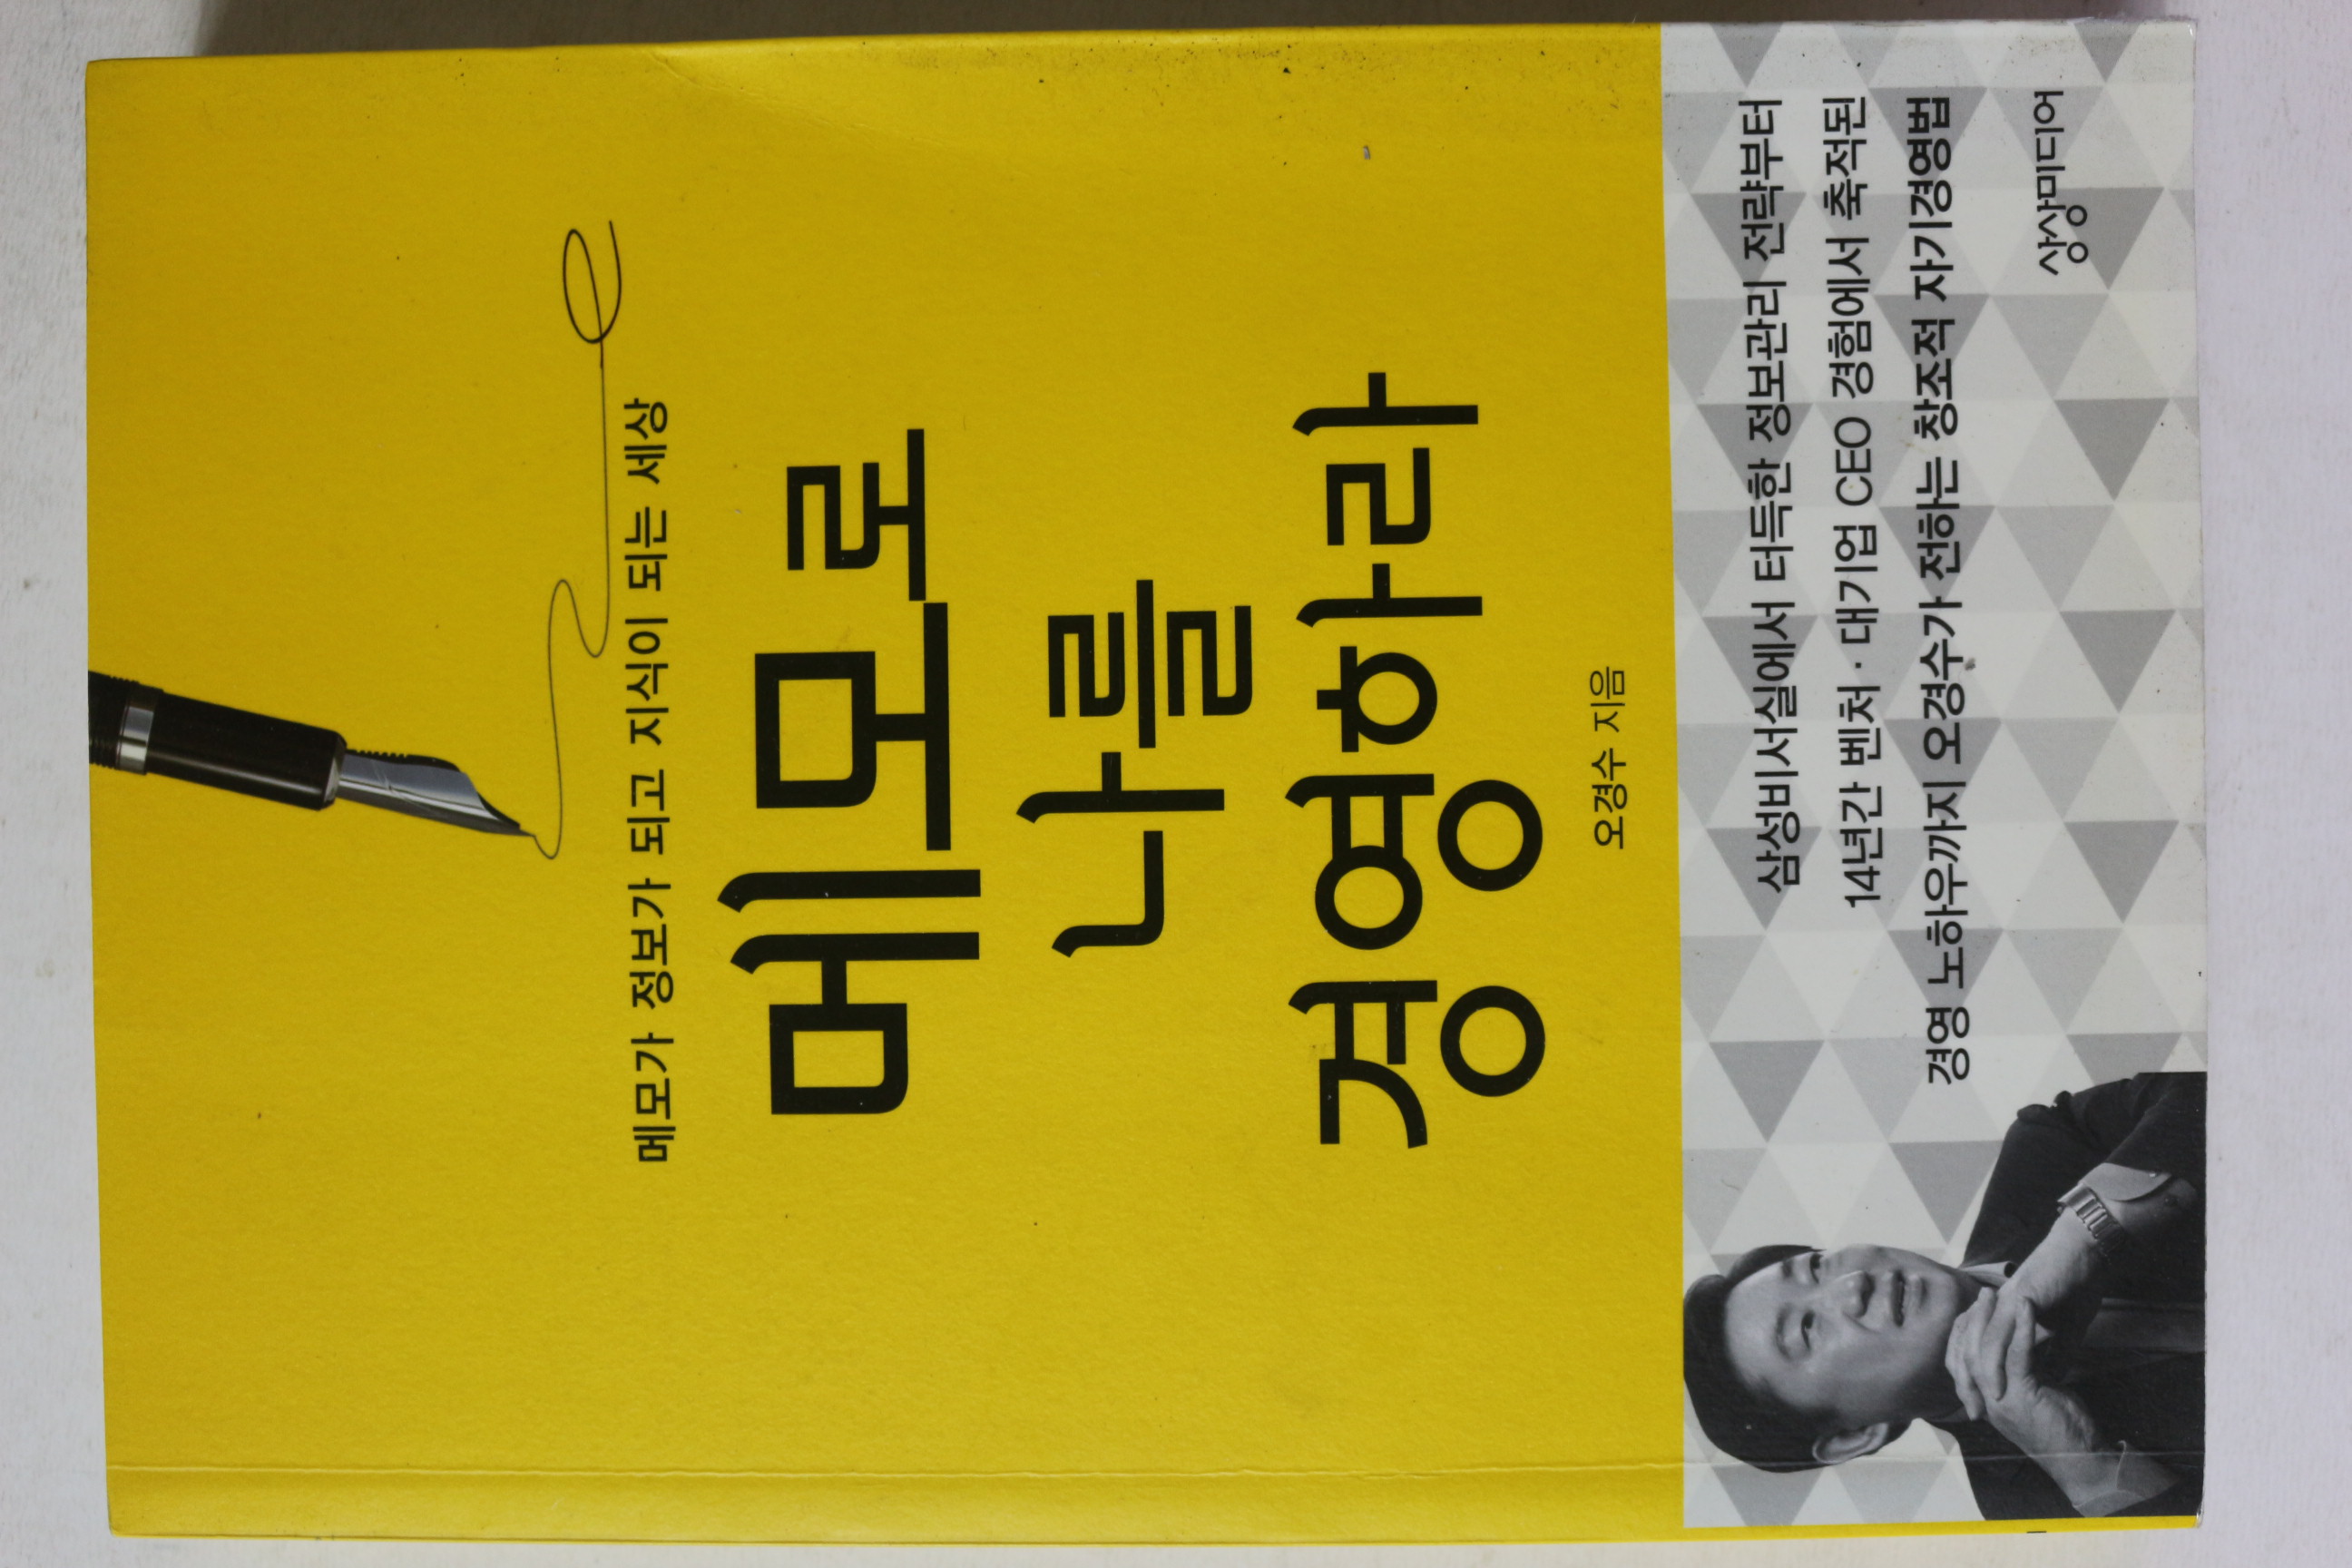 메모가 정보가 되고 지식이 되는 세상
메모로
나를
경영하라
오경수 지음
삼성비서실에서 터득한 정보관리 전략부터
14년간 벤처 · 대기업 CEO 경험에서 축적된
경영 노하우까지 오경수가 전하는 창조적 자기경영법
상상미디어